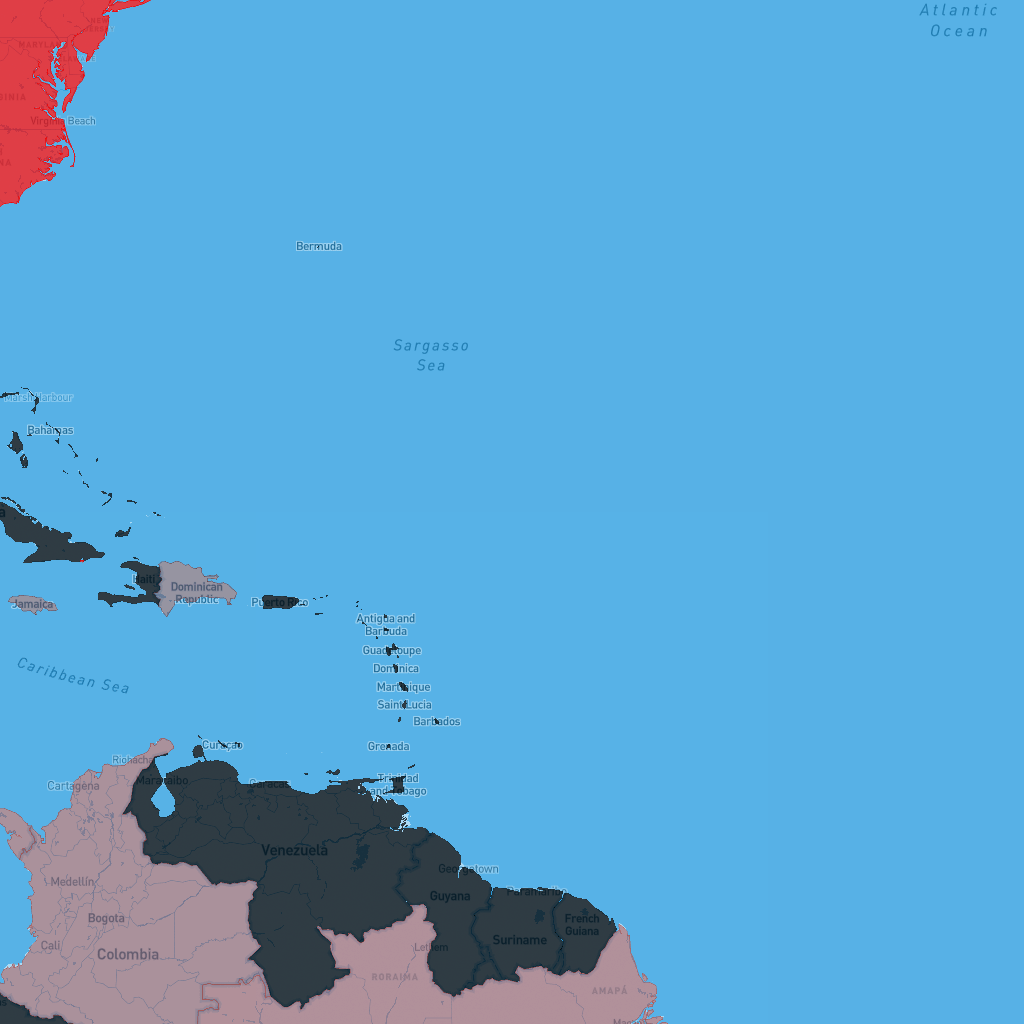 Atlantic
Ocean
MARYLAND
Virginia Beach
Bermuda
Sargasso
Sea
Marsh Harbour
Bahamas
Haiti
Dominican
Republic
Jamaica
Puerto Rico
Antigua and
Barbuda
Guadeloupe
Dominica
Caribbean Sea
Martinique
Saint Lucia
Barbados
Curaçao
Grenada
Riohacha
Maracaibo
Caracas
Trinidad
and Tobago
Cartagena
Venezuela
Georgetown
Medellín
Paramaribo
Guyana
Bogota
French
Guiana
Cali
Suriname
Lethem
Colombia
RORAIMA
AMAPÁ